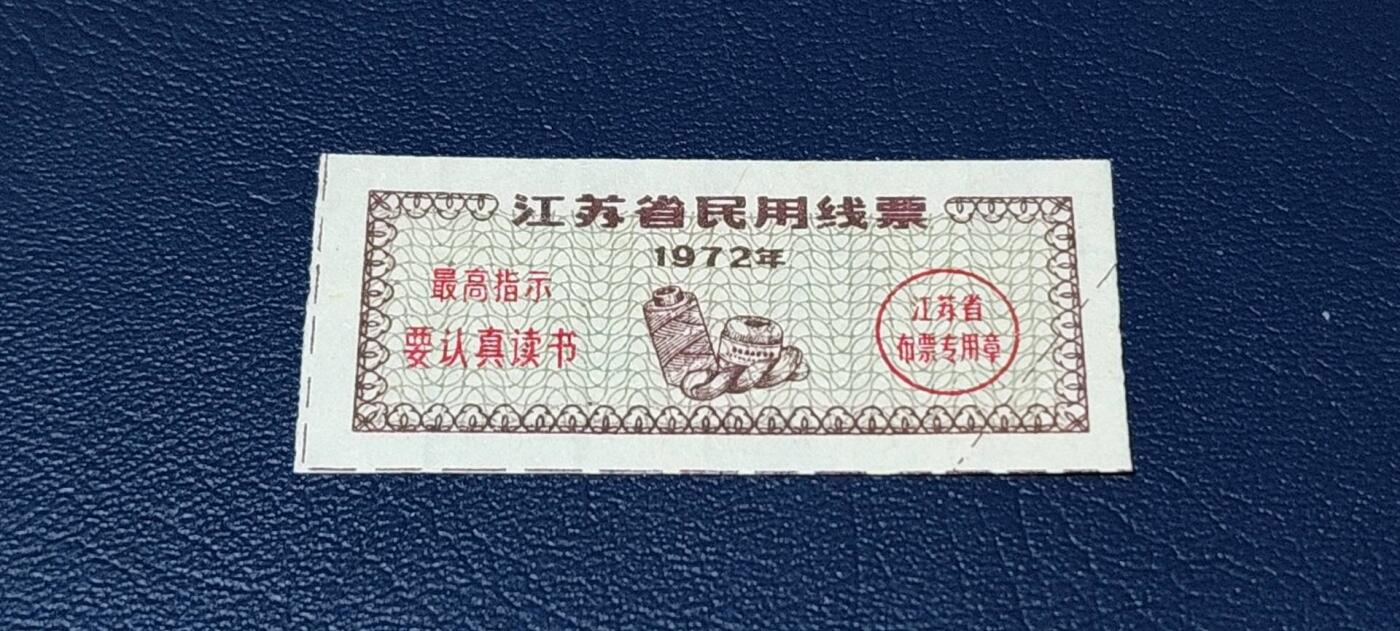 江苏省民用线票
1972年
最高指示
要认真读书
江苏省
布票专用章